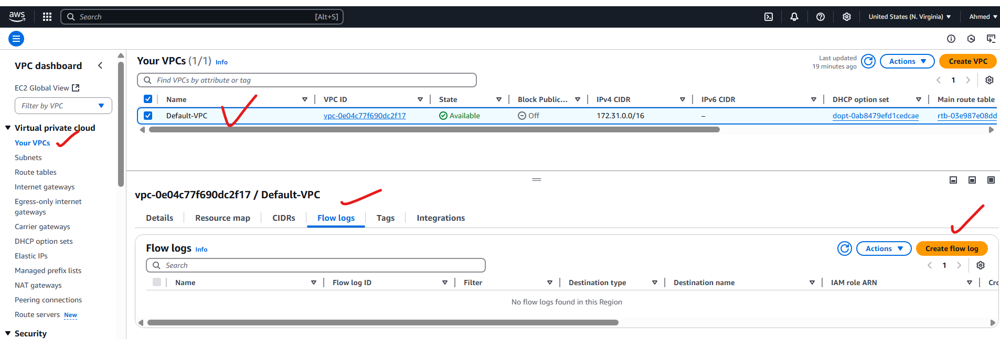 aws Search [Alt+S] United States (N. Virginia) Ahmed
VPC dashboard
EC2 Global View
Filter by VPC
Virtual private cloud
Your VPCs
Subnets
Route tables
Internet gateways
Egress-only internet
gateways
Carrier gateways
DHCP option sets
Elastic IPs
Managed prefix lists
NAT gateways
Peering connections
Route servers New
Security
Your VPCs (1/1) Info
Last updated
19 minutes ago
Actions
Create VPC
Find VPCs by attribute or tag
1
Name VPC ID State Block Public... IPv4 CIDR IPv6 CIDR DHCP option set Main route table
Default-VPC vpc-0e04c77f690dc2f17 Available Off 172.31.0.0/16 – dopt-0ab8479efd1cedcae rtb-03e987e08dd
vpc-0e04c77f690dc2f17 / Default-VPC
Details Resource map CIDRs Flow logs Tags Integrations
Flow logs Info
Actions
Create flow log
Search
1
Name Flow log ID Filter Destination type Destination name IAM role ARN Cro
No flow logs found in this Region